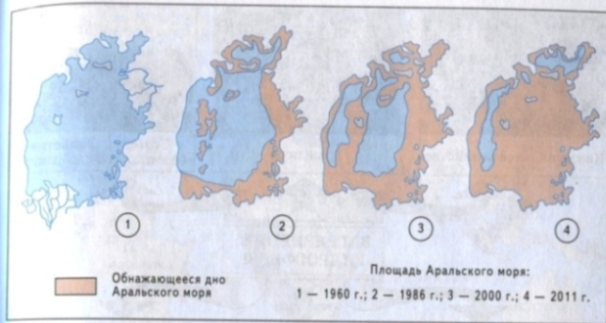 1
2
3
4
Обнажающееся дно
Аральского моря
Площадь Аральского моря:
1 — 1960 г.; 2 — 1986 г.; 3 — 2000 г.; 4 — 2011 г.